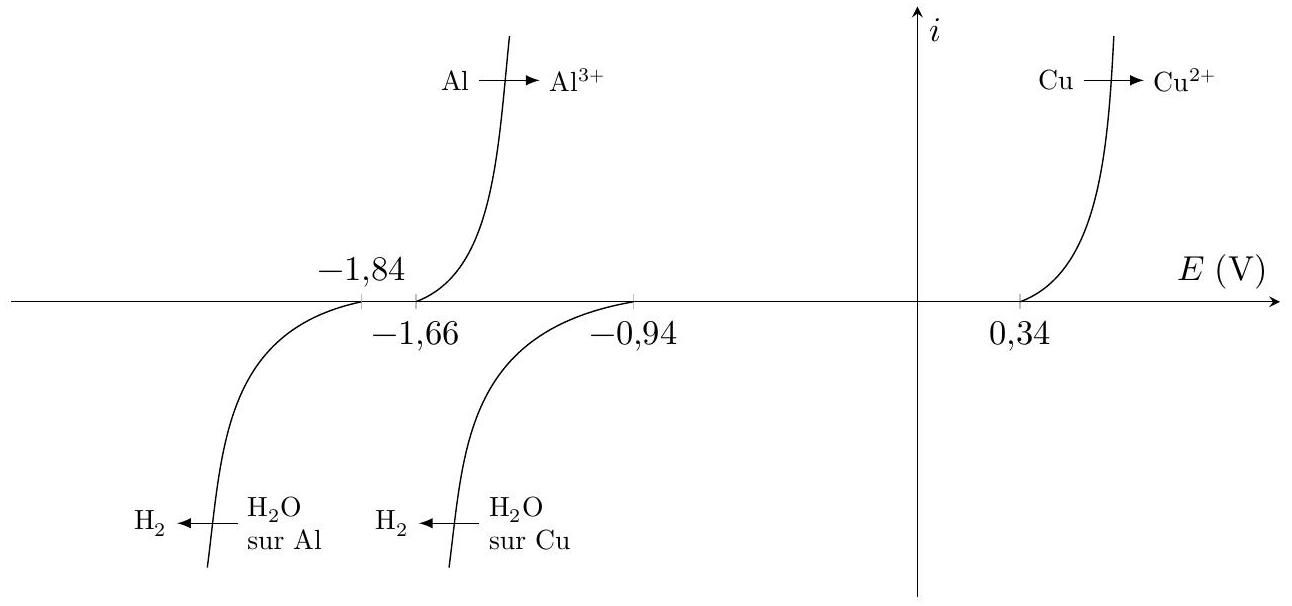 i
Al → Al³⁺
Cu → Cu²⁺
−1,84
E (V)
−1,66
−0,94
0,34
H₂ ← H₂O
sur Al
H₂ ← H₂O
sur Cu